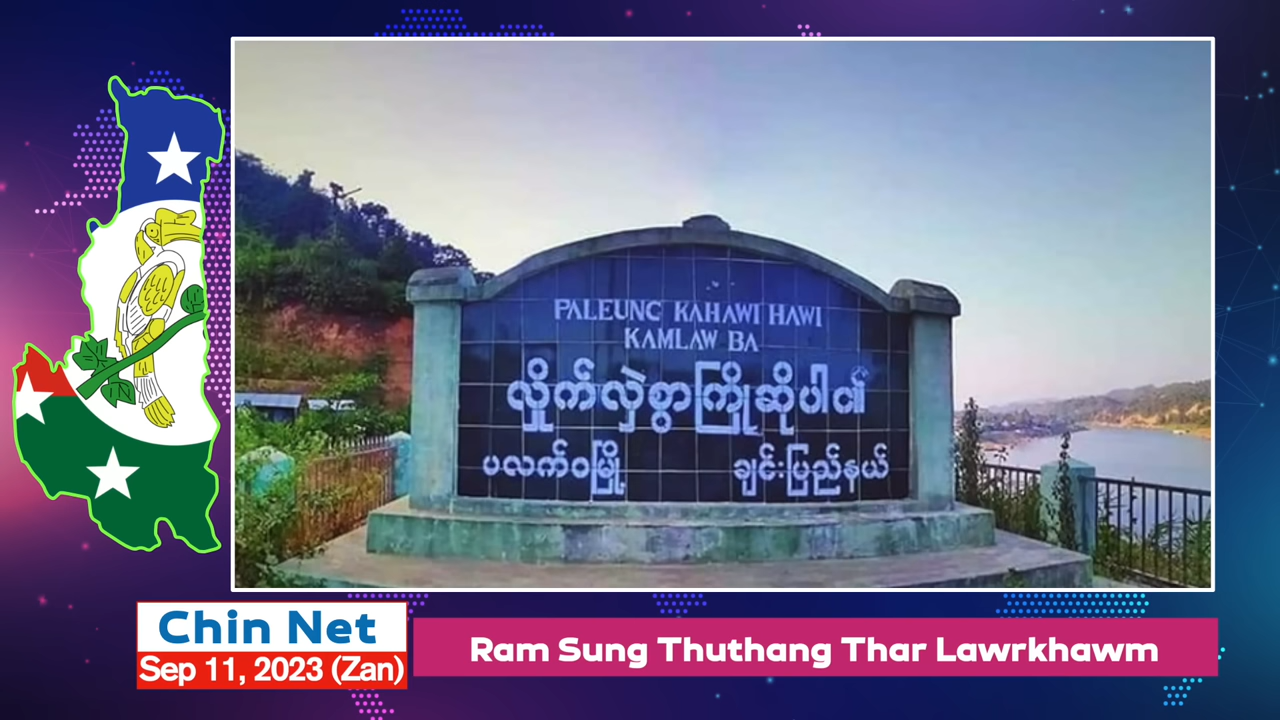 PALEUNG KAHAWI HAWI
KAMLAW BA
လှိုက်လှဲစွာကြိုဆိုပါ၏
ပလက်ဝမြို့ ချင်းပြည်နယ်
Chin Net
Sep 11, 2023 (Zan)
Ram Sung Thuthang Thar Lawrkhawm